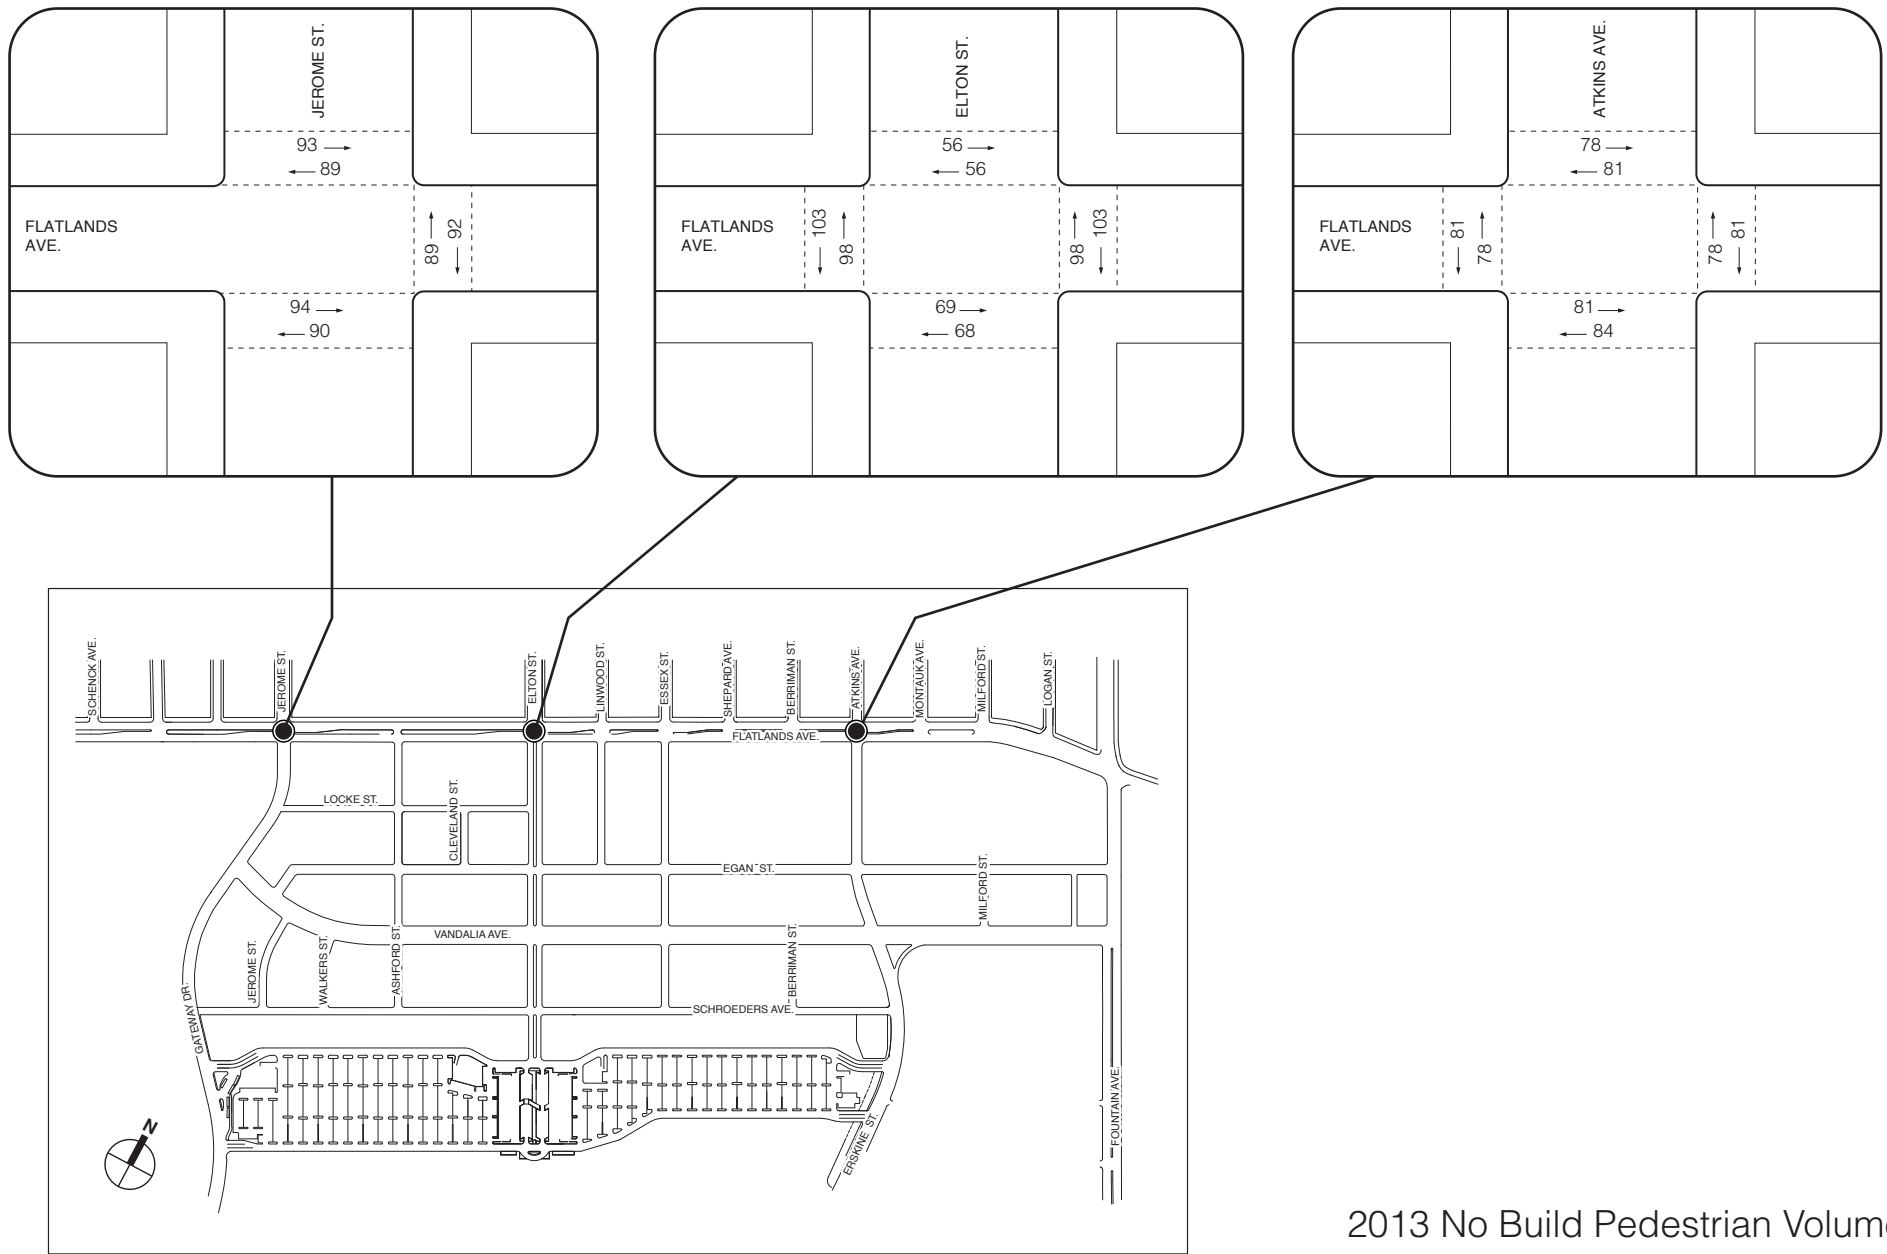 JEROME ST.
93
89
FLATLANDS
AVE.
89
92
94
90
ELTON ST.
56
56
FLATLANDS
AVE.
103
98
98
103
69
68
ATKINS AVE.
78
81
FLATLANDS
AVE.
81
78
78
81
81
84
SCHENCK AVE.
JEROME ST.
ELTON ST.
LINWOOD ST.
ESSEX ST.
SHEPARD AVE.
BERRIMAN ST.
ATKINS AVE.
MONTAUK AVE.
MILFORD ST.
LOGAN ST.
FLATLANDS AVE.
LOCKE ST.
CLEVELAND ST.
EGAN ST.
MILFORD ST.
VANDALIA AVE.
JEROME ST.
WALKERS ST.
ASHFORD ST.
BERRIMAN ST.
GATEWAY DR.
SCHROEDERS AVE.
FOUNTAIN AVE.
ERSKINE ST.
N
2013 No Build Pedestrian